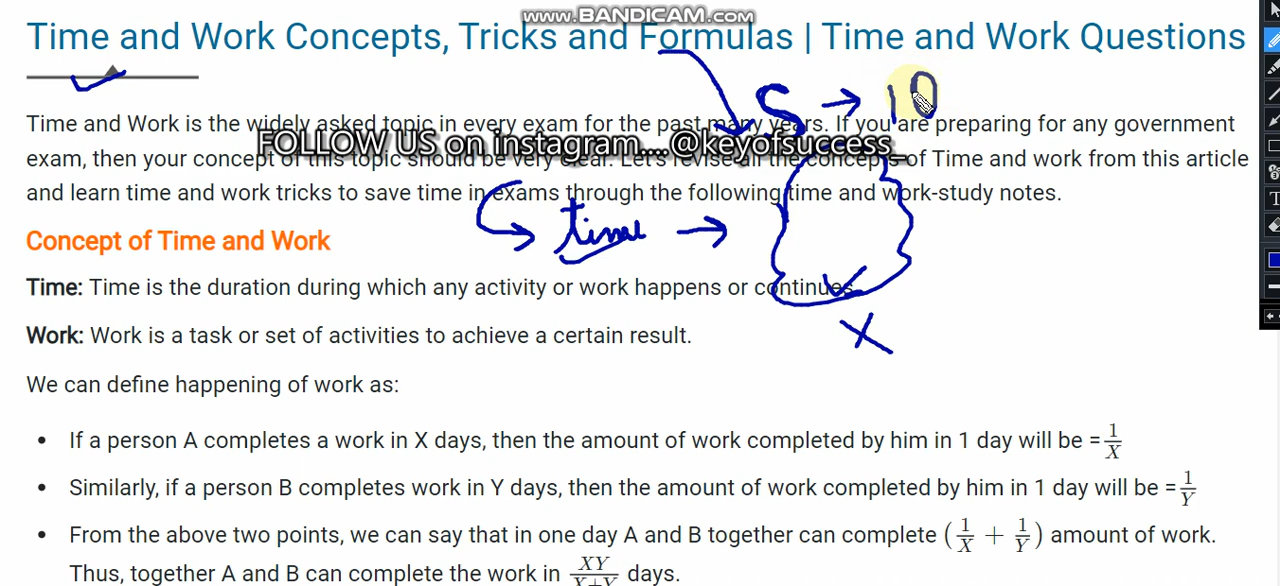 www.BANDICAM.com
Time and Work Concepts, Tricks and Formulas | Time and Work Questions
S → 10
Time and Work is the widely asked topic in every exam for the past many years. If you are preparing for any government
FOLLOW US on instagram....@keyofsuccess_
exam, then your concept of this topic should be very clear. Let's revise all the concepts of Time and work from this article
and learn time and work tricks to save time in exams through the following time and work-study notes.
time →
Concept of Time and Work
Time: Time is the duration during which any activity or work happens or continues.
X
Work: Work is a task or set of activities to achieve a certain result.
We can define happening of work as:
• If a person A completes a work in X days, then the amount of work completed by him in 1 day will be = 1/X
• Similarly, if a person B completes work in Y days, then the amount of work completed by him in 1 day will be = 1/Y
• From the above two points, we can say that in one day A and B together can complete (1/X + 1/Y) amount of work.
Thus, together A and B can complete the work in XY/X+Y days.